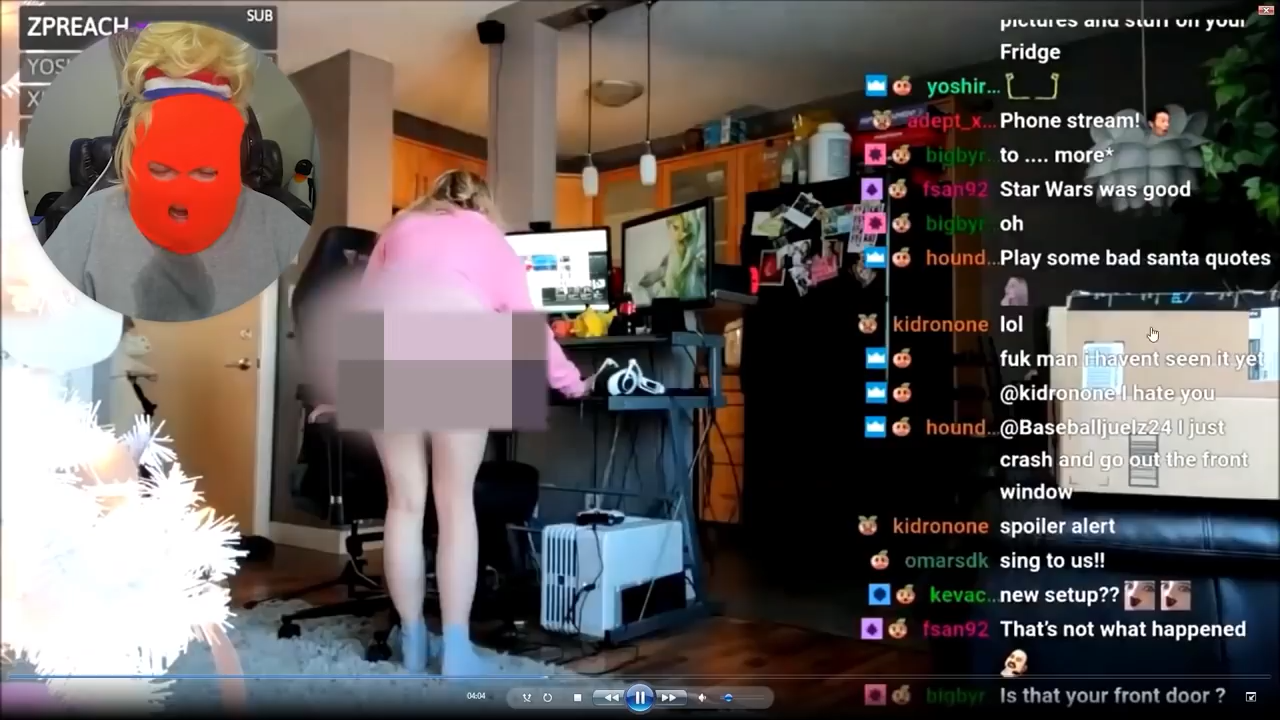 ZPREACH
SUB
YOSH
pictures and stuff on your
Fridge
yoshir...
adept_x... Phone stream!
bigbyr. to .... more*
fsan92 Star Wars was good
bigbyr oh
hound... Play some bad santa quotes
kidronone lol
fuk man i havent seen it yet
@kidronone I hate you
hound... @Baseballjuelz24 I just
crash and go out the front
window
kidronone spoiler alert
omarsdk sing to us!!
kevac... new setup??
fsan92 That's not what happened
bigbyr Is that your front door ?
04:04